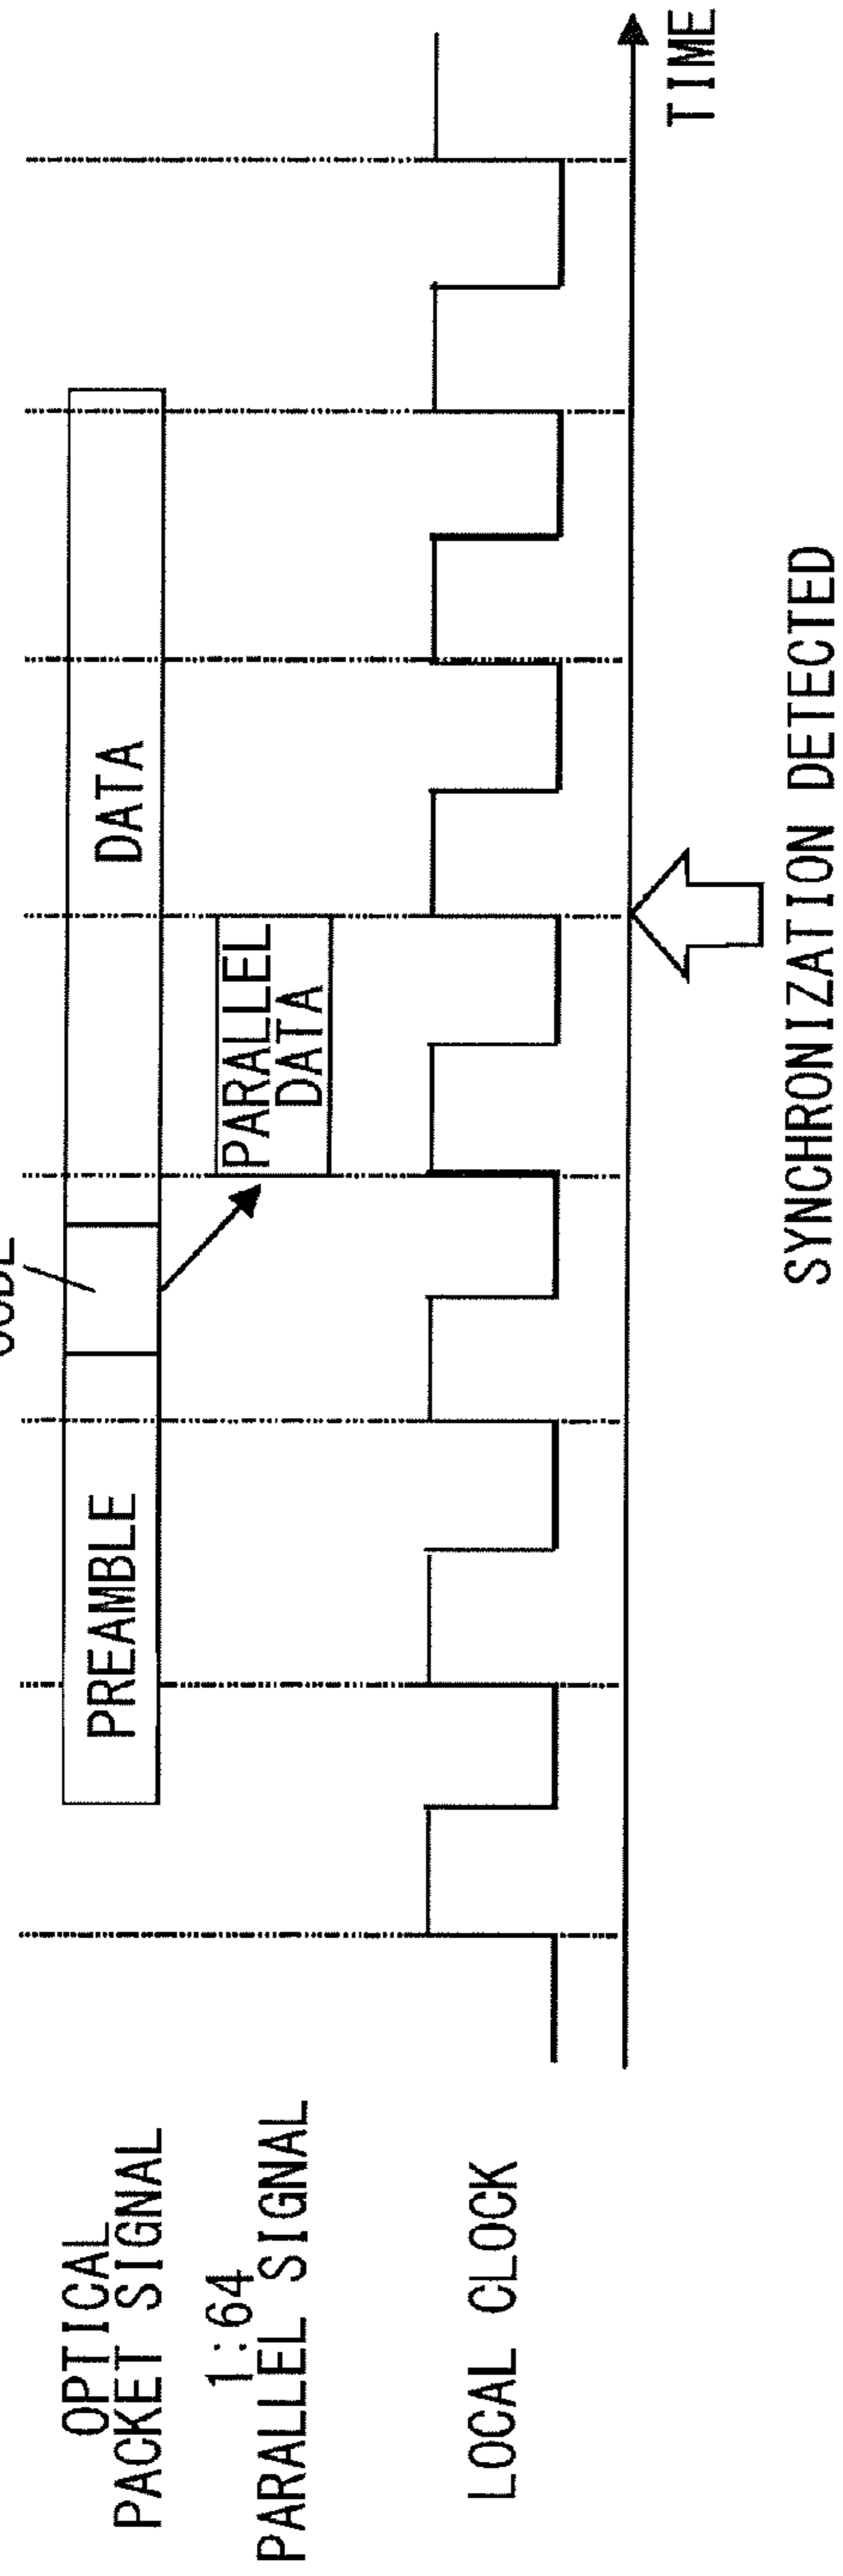 OPTICAL
PACKET SIGNAL
1:64
PARALLEL SIGNAL
LOCAL CLOCK
PREAMBLE
DATA
PARALLEL
DATA
SYNCHRONIZATION DETECTED
TIME